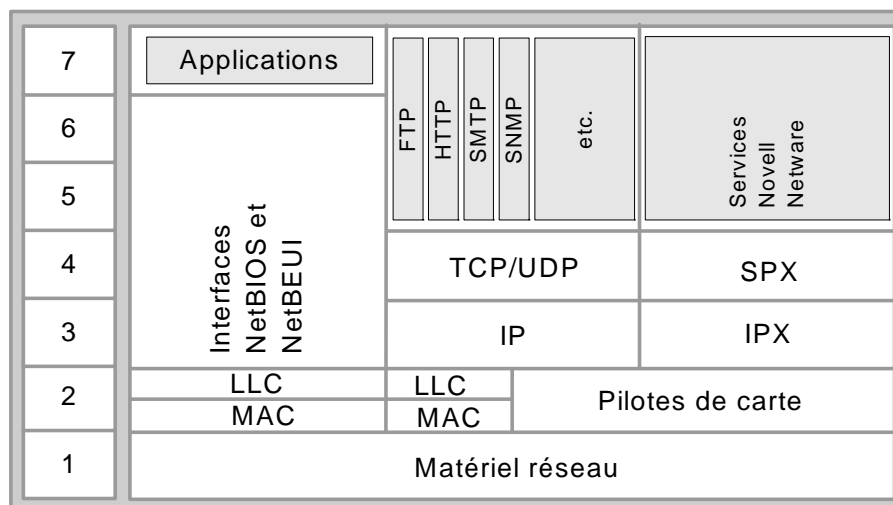 7
Applications
FTP
HTTP
SMTP
SNMP
etc.
Services
Novell
Netware
6
5
Interfaces
NetBIOS et
NetBEUI
4
TCP/UDP
SPX
3
IP
IPX
2
LLC
LLC
MAC
MAC
Pilotes de carte
1
Matériel réseau